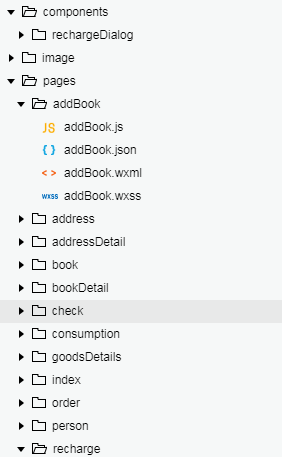 components
rechargeDialog
image
pages
addBook
JS addBook.js
{ } addBook.json
< > addBook.wxml
wxss addBook.wxss
address
addressDetail
book
bookDetail
check
consumption
goodsDetails
index
order
person
recharge